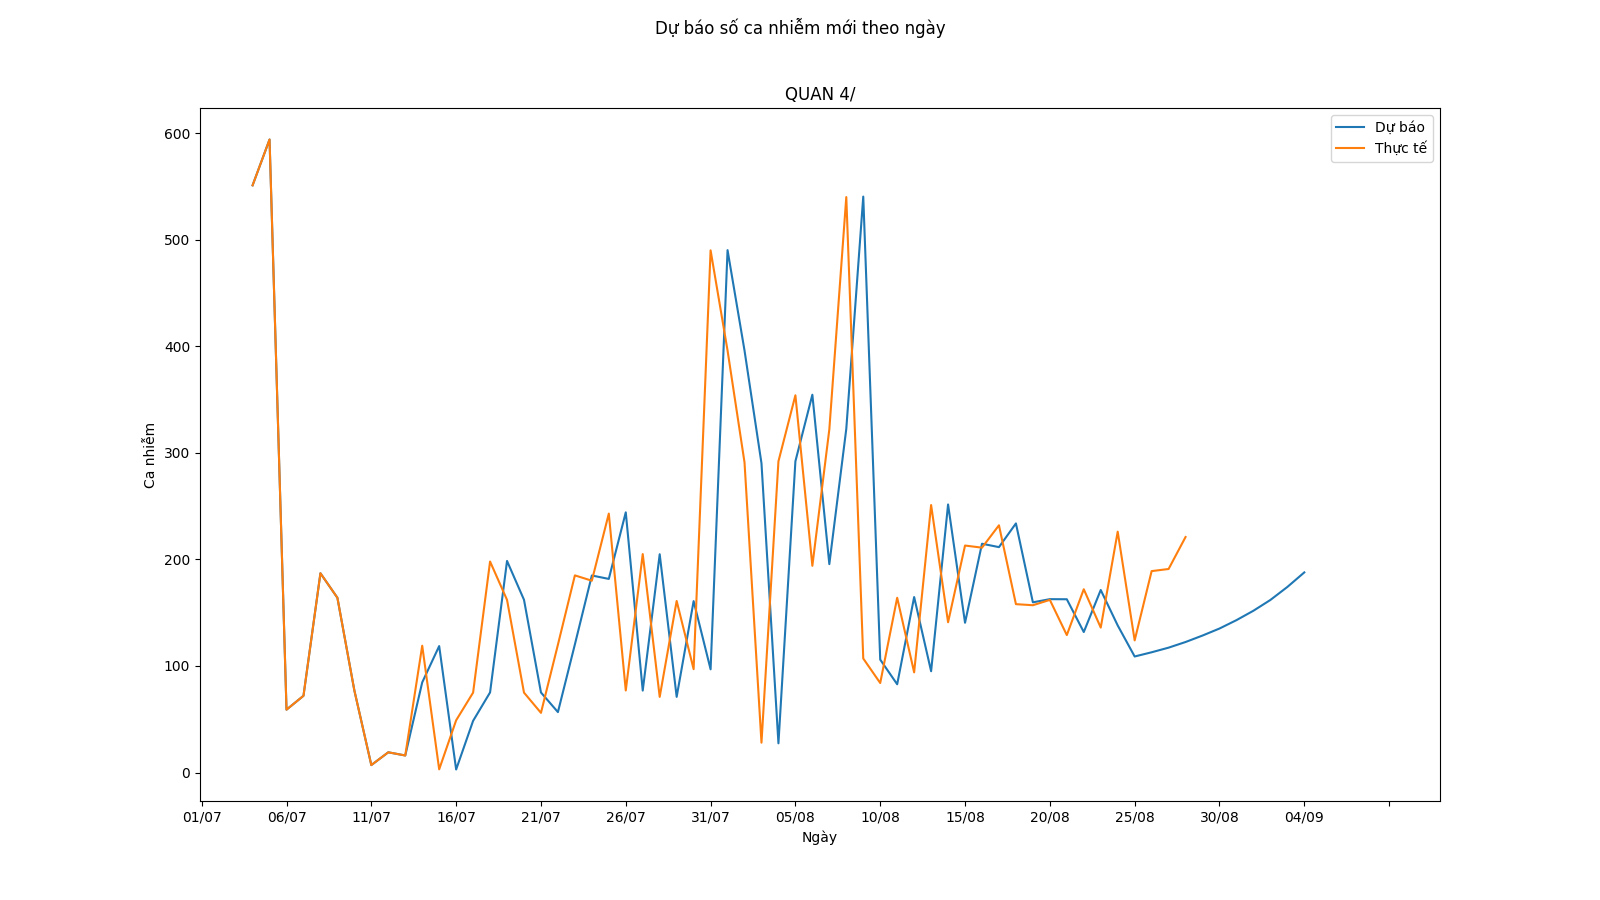 Dự báo số ca nhiễm mới theo ngày
QUAN 4/
Dự báo
Thực tế
600
500
400
300
200
100
0
Ca nhiễm
01/07 06/07 11/07 16/07 21/07 26/07 31/07 05/08 10/08 15/08 20/08 25/08 30/08 04/09
Ngày